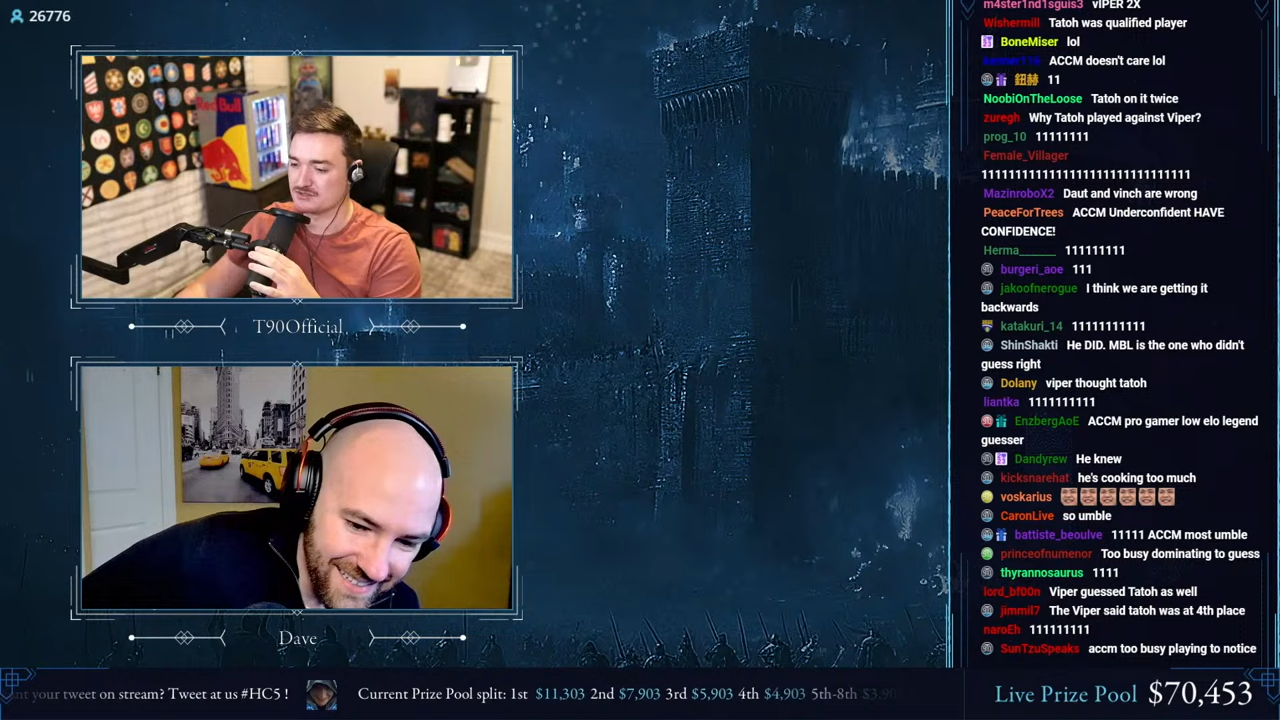 26776
Red Bull
T90Official
Dave
m4ster1nd1sguis3 vIPER 2X
Wishermill Tatoh was qualified player
BoneMiser lol
ACCM doesn't care lol
鈕赫 11
NoobiOnTheLoose Tatoh on it twice
zuregh Why Tatoh played against Viper?
prog_10 11111111
Female_Villager
11111111111111111111111111111
MazinroboX2 Daut and vinch are wrong
PeaceForTrees ACCM Underconfident HAVE
CONFIDENCE!
Herma______ 111111111
burgeri_aoe 111
jakoofnerogue I think we are getting it
backwards
katakuri_14 11111111111
ShinShakti He DID. MBL is the one who didn't
guess right
Dolany viper thought tatoh
liantka 1111111111
EnzbergAoE ACCM pro gamer low elo legend
guesser
Dandyrew He knew
kicksnarehat he's cooking too much
voskarius
CaronLive so umble
battiste_beoulve 11111 ACCM most umble
princeofnumenor Too busy dominating to guess
thyrannosaurus 1111
lord_bf00n Viper guessed Tatoh as well
jimmil7 The Viper said tatoh was at 4th place
naroEh 111111111
SunTzuSpeaks accm too busy playing to notice
your tweet on stream? Tweet at us #HC5 ! Current Prize Pool split: 1st $11,303 2nd $7,903 3rd $5,903 4th $4,903 5th-8th
Live Prize Pool $70,453